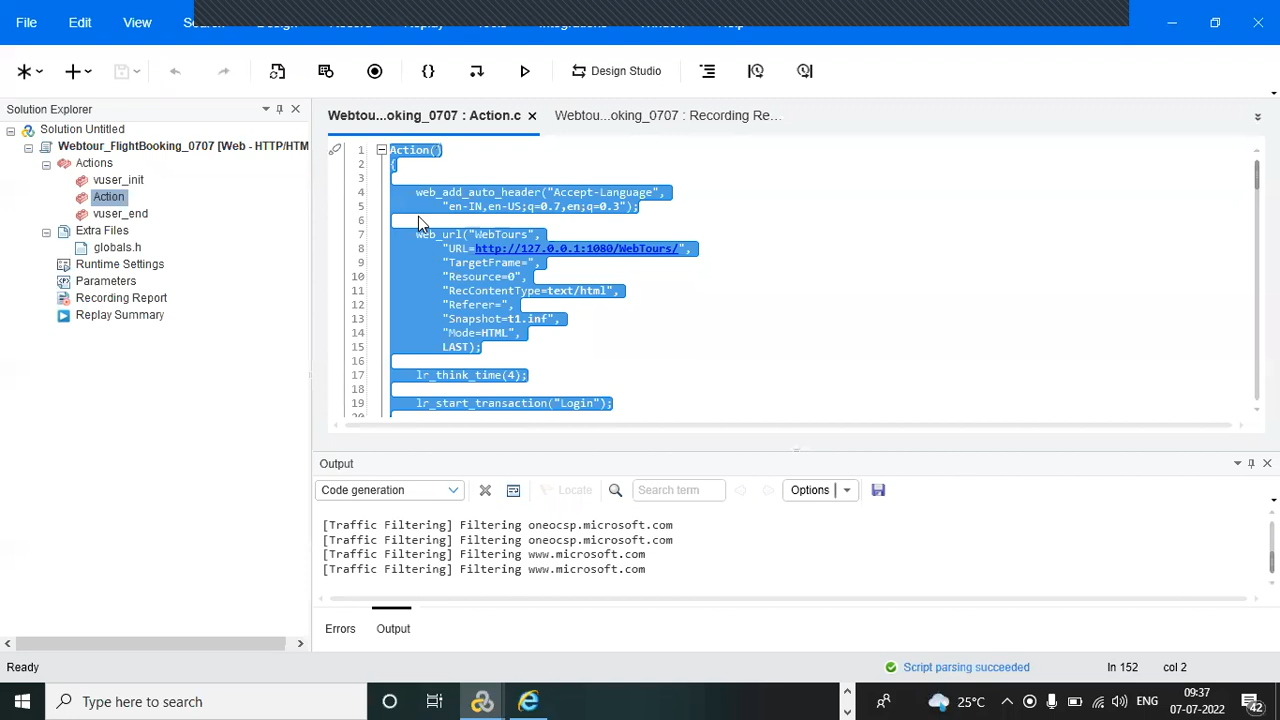 File Edit View
Solution Explorer
Solution Untitled
Webtour_FlightBooking_0707 [Web - HTTP/HTM
Actions
vuser_init
Action
vuser_end
Extra Files
globals.h
Runtime Settings
Parameters
Recording Report
Replay Summary
Design Studio
Webtou...oking_0707 : Action.c
Webtou...oking_0707 : Recording Re...
1 Action()
2 {
3
4 web_add_auto_header("Accept-Language",
5 "en-IN,en-US;q=0.7,en;q=0.3");
6
7 web_url("WebTours",
8 "URL=http://127.0.0.1:1080/WebTours/",
9 "TargetFrame=",
10 "Resource=0",
11 "RecContentType=text/html",
12 "Referer=",
13 "Snapshot=t1.inf",
14 "Mode=HTML",
15 LAST);
16
17 lr_think_time(4);
18
19 lr_start_transaction("Login");
Output
Code generation Locate Search term Options
[Traffic Filtering] Filtering oneocsp.microsoft.com
[Traffic Filtering] Filtering oneocsp.microsoft.com
[Traffic Filtering] Filtering www.microsoft.com
[Traffic Filtering] Filtering www.microsoft.com
Errors Output
Ready Script parsing succeeded ln 152 col 2
Type here to search 25°C ENG 09:37
07-07-2022 42